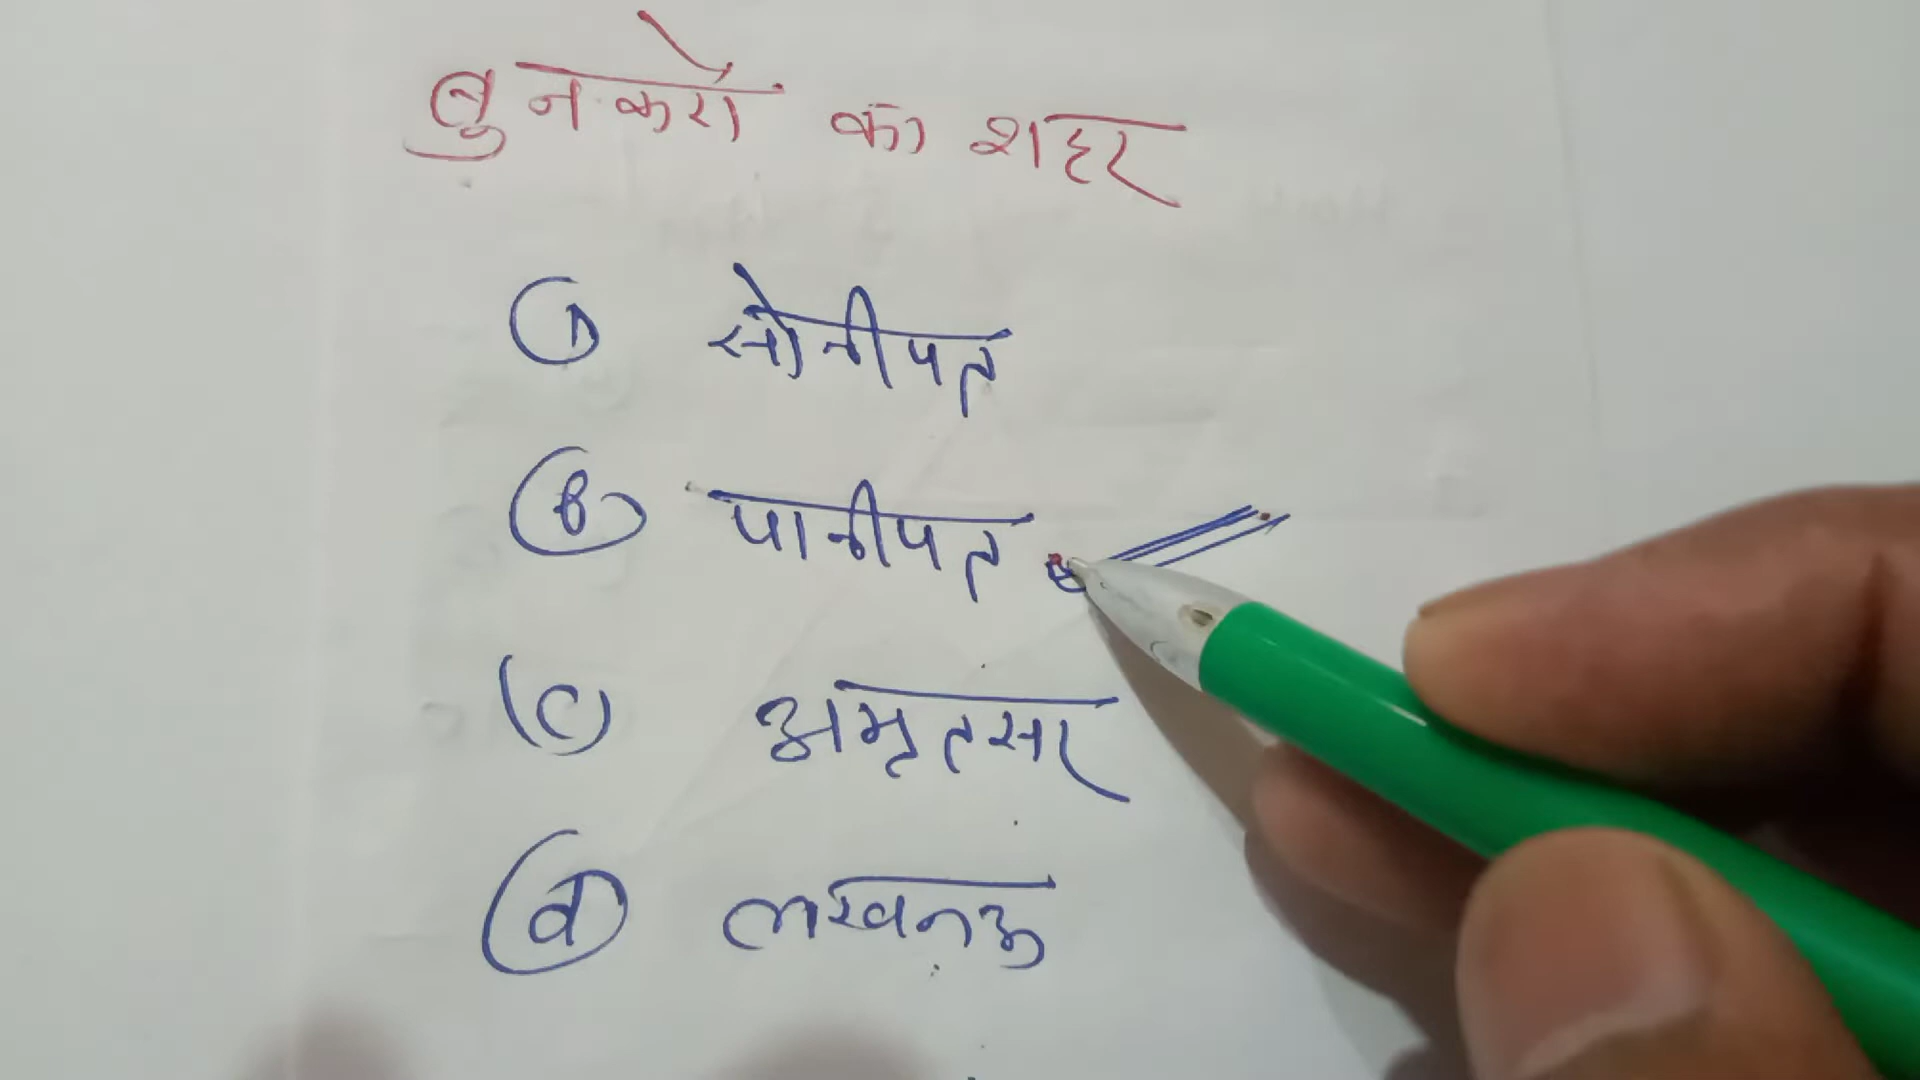 बुनकरों का शहर
(A) सोनीपत
(B) पानीपत
(C) अमृतसर
(d) लखनऊ